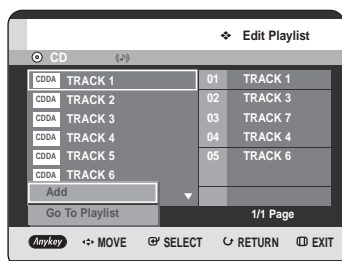 ❖ Edit Playlist
CD
CDDA TRACK 1 01 TRACK 1
CDDA TRACK 2 02 TRACK 3
CDDA TRACK 3 03 TRACK 7
CDDA TRACK 4 04 TRACK 4
CDDA TRACK 5 05 TRACK 6
CDDA TRACK 6
Add
Go To Playlist 1/1 Page
Anykey MOVE SELECT RETURN EXIT